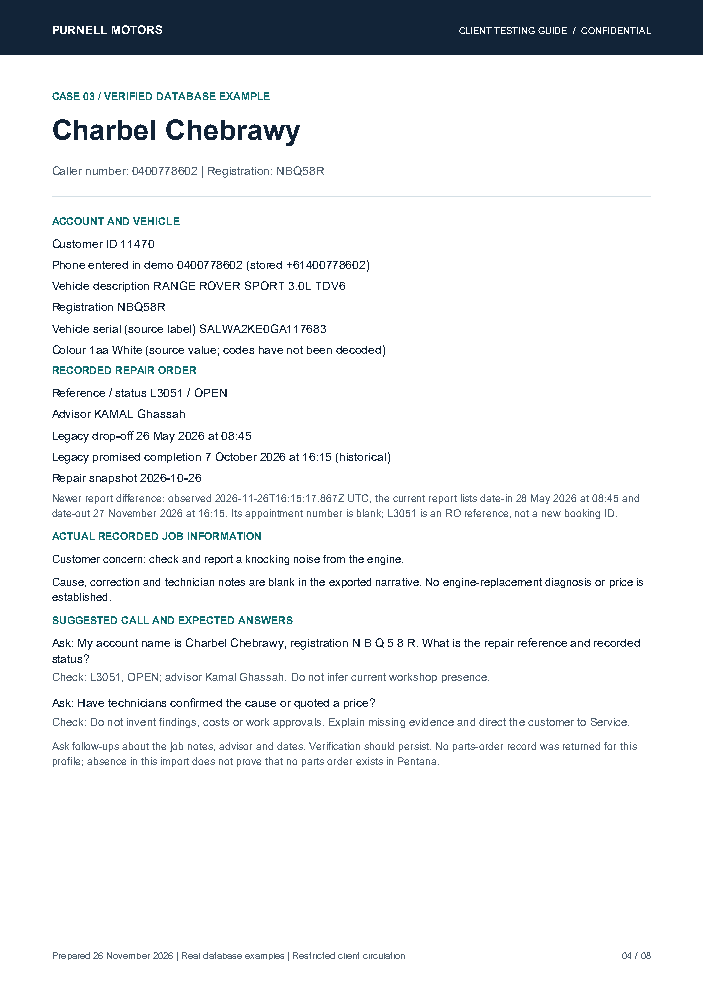 PURNELL MOTORS
CLIENT TESTING GUIDE / CONFIDENTIAL
CASE 03 / VERIFIED DATABASE EXAMPLE
Charbel Chebrawy
Caller number: 0400778602 | Registration: NBQ58R
ACCOUNT AND VEHICLE
Customer ID 11470
Phone entered in demo 0400778602 (stored +61400778602)
Vehicle description RANGE ROVER SPORT 3.0L TDV6
Registration NBQ58R
Vehicle serial (source label) SALWA2KE0GA117683
Colour 1aa White (source value; codes have not been decoded)
RECORDED REPAIR ORDER
Reference / status L3051 / OPEN
Advisor KAMAL Ghassah
Legacy drop-off 26 May 2026 at 08:45
Legacy promised completion 7 October 2026 at 16:15 (historical)
Repair snapshot 2026-10-26
Newer report difference: observed 2026-11-26T16:15:17.867Z UTC, the current report lists date-in 28 May 2026 at 08:45 and
date-out 27 November 2026 at 16:15. Its appointment number is blank; L3051 is an RO reference, not a new booking ID.
ACTUAL RECORDED JOB INFORMATION
Customer concern: check and report a knocking noise from the engine.
Cause, correction and technician notes are blank in the exported narrative. No engine-replacement diagnosis or price is
established.
SUGGESTED CALL AND EXPECTED ANSWERS
Ask: My account name is Charbel Chebrawy, registration N B Q 5 8 R. What is the repair reference and recorded
status?
Check: L3051, OPEN; advisor Kamal Ghassah. Do not infer current workshop presence.
Ask: Have technicians confirmed the cause or quoted a price?
Check: Do not invent findings, costs or work approvals. Explain missing evidence and direct the customer to Service.
Ask follow-ups about the job notes, advisor and dates. Verification should persist. No parts-order record was returned for this
profile; absence in this import does not prove that no parts order exists in Pentana.
Prepared 26 November 2026 | Real database examples | Restricted client circulation
04 / 08